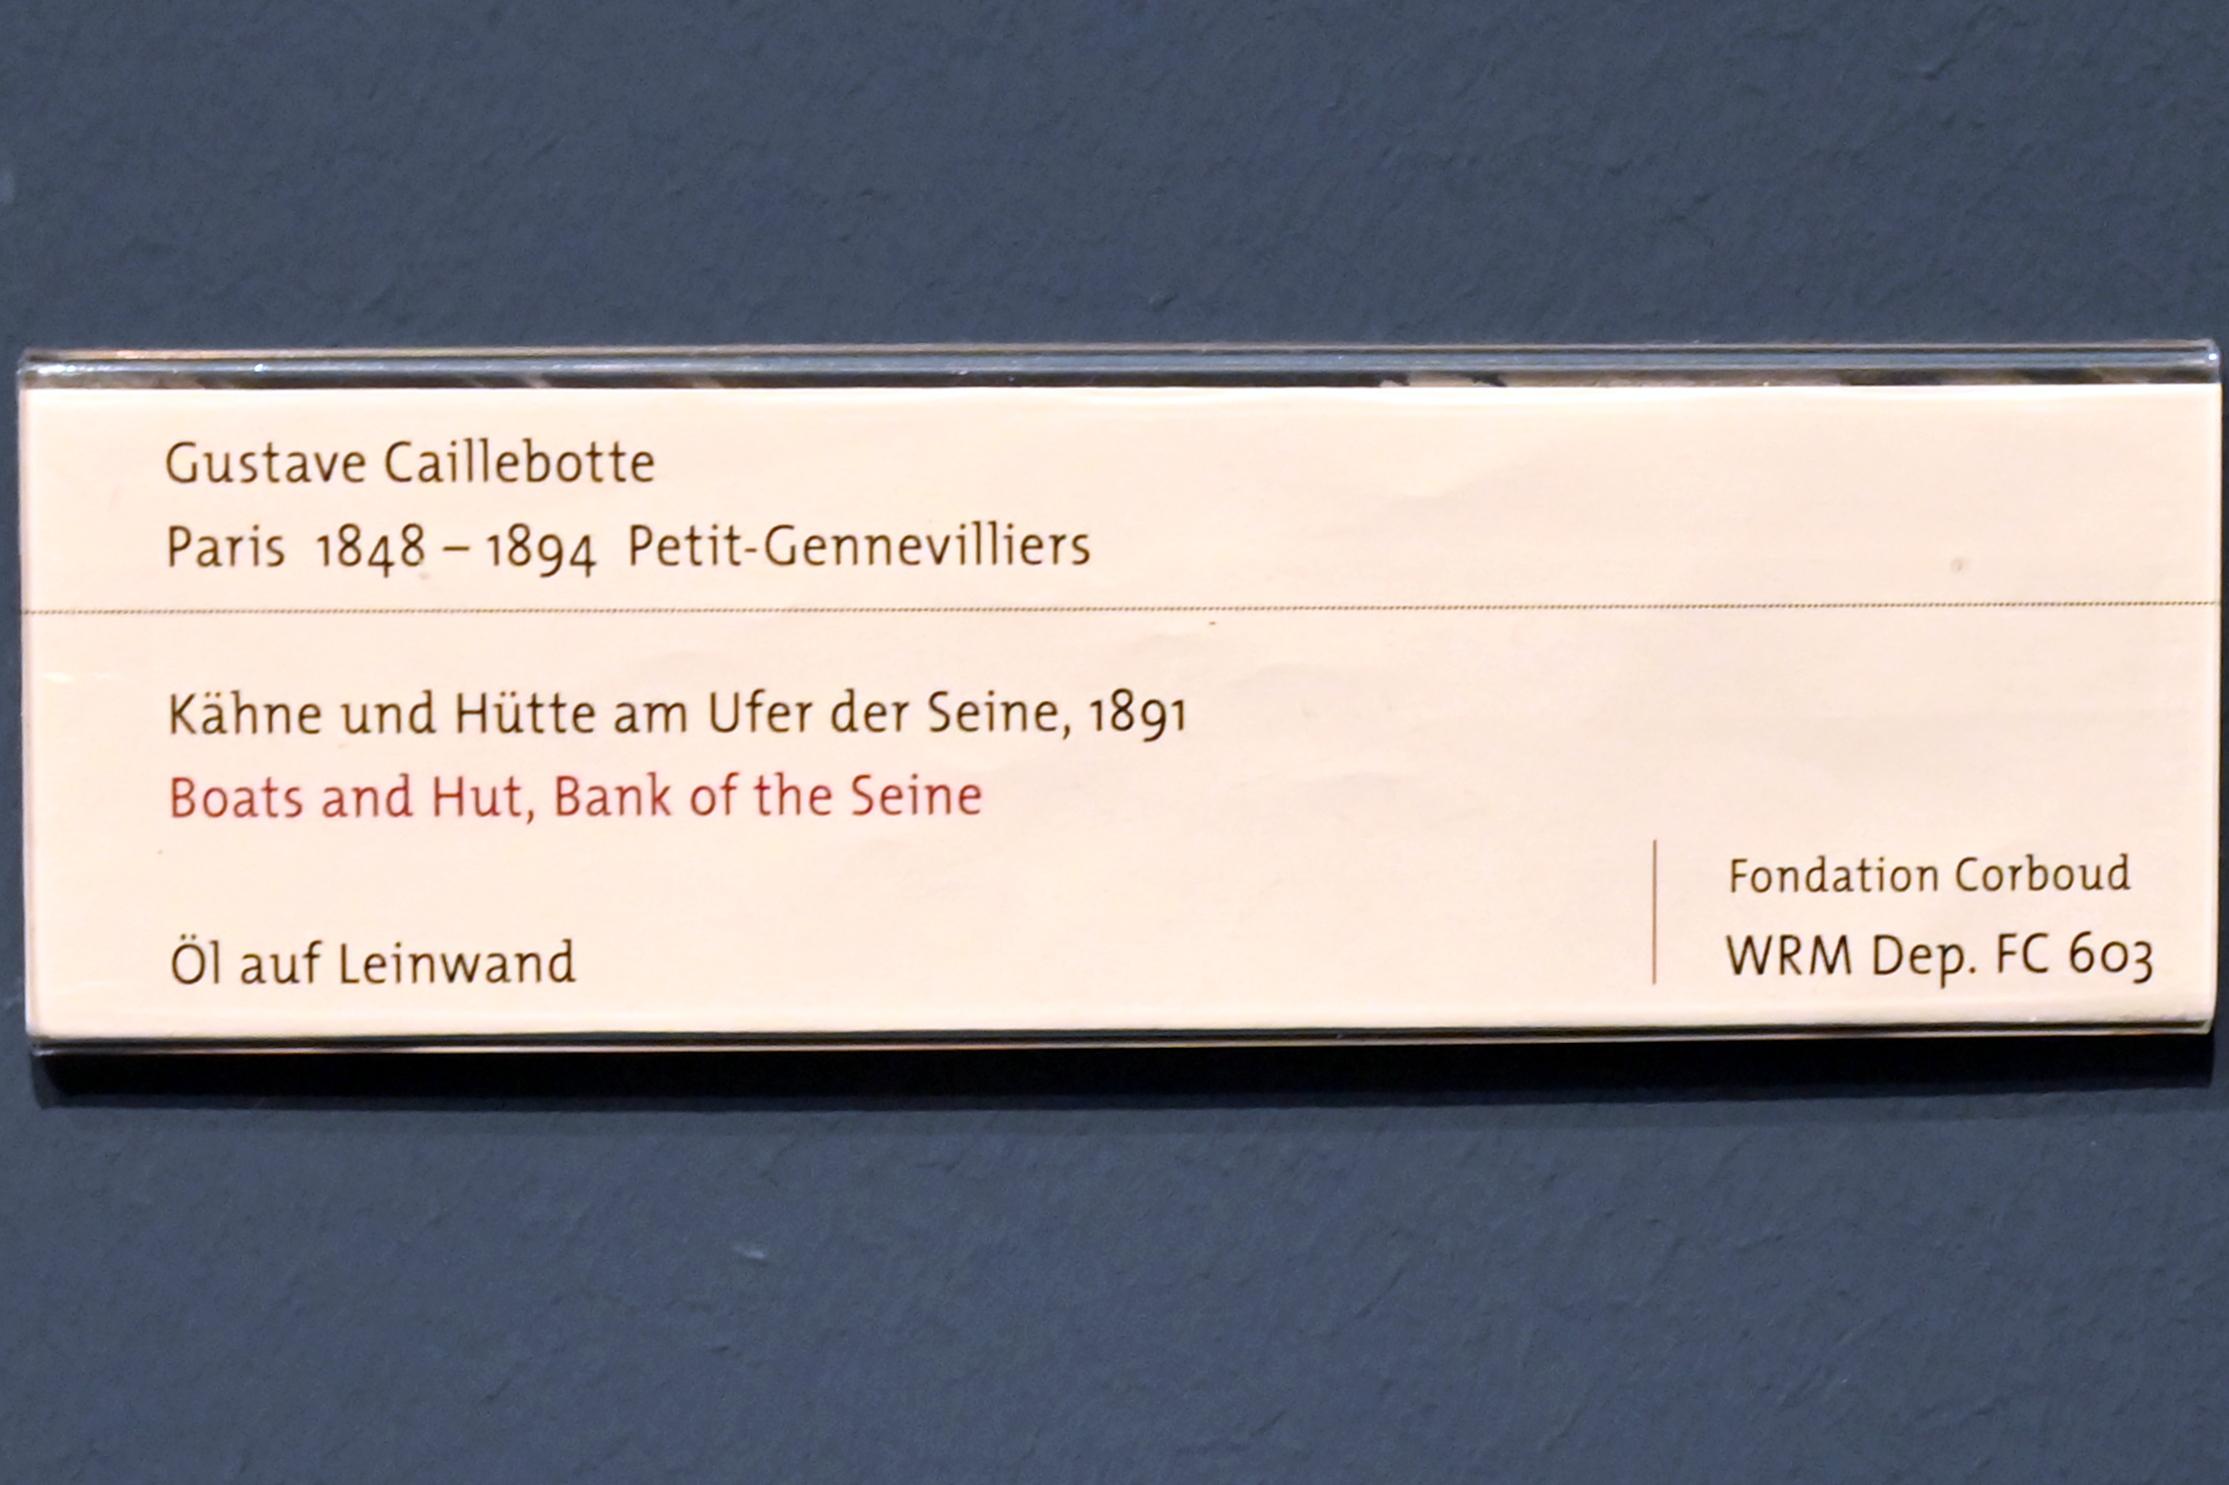 Gustave Caillebotte
Paris 1848 – 1894 Petit-Gennevilliers
Kähne und Hütte am Ufer der Seine, 1891
Boats and Hut, Bank of the Seine
Öl auf Leinwand
Fondation Corboud
WRM Dep. FC 603